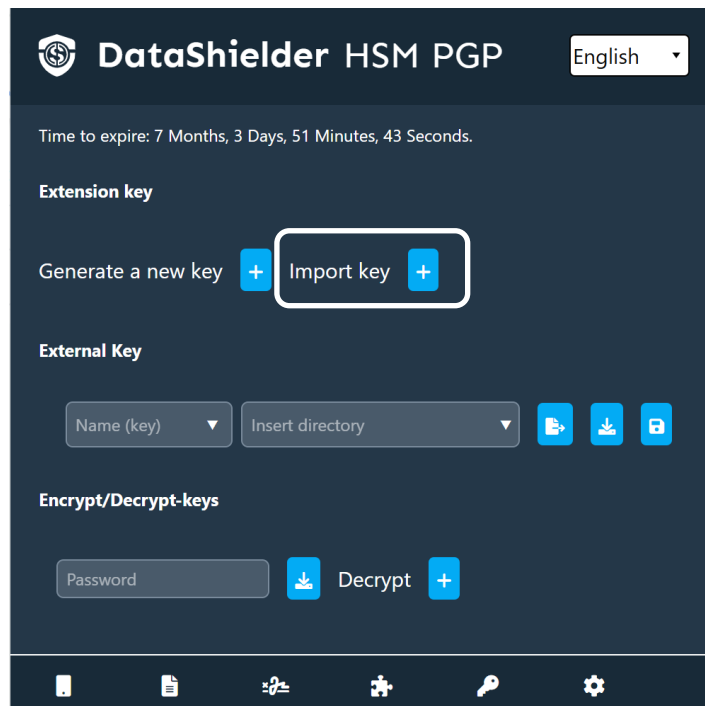 DataShielder HSM PGP
English
Time to expire: 7 Months, 3 Days, 51 Minutes, 43 Seconds.
Extension key
Generate a new key + Import key +
External Key
Name (key) Insert directory
Encrypt/Decrypt-keys
Password Decrypt +